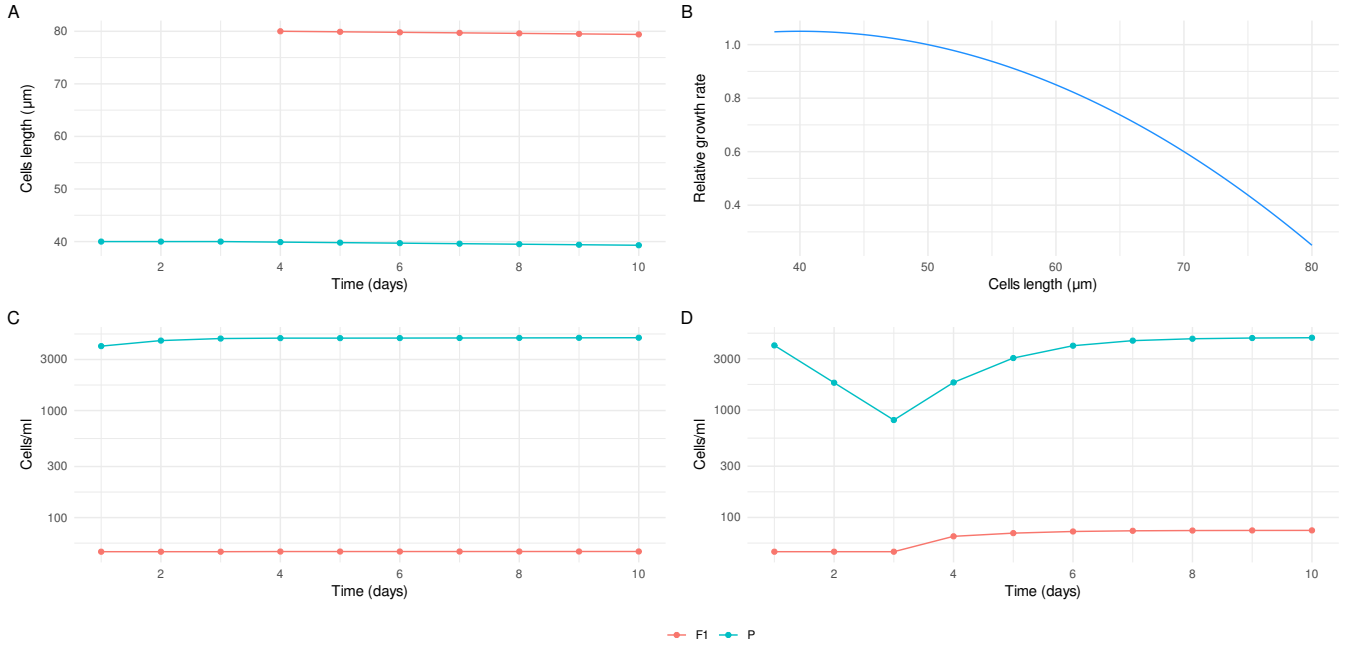 A
80
70
60
50
40
Cells length (µm)
2 4 6 8 10
Time (days)
B
1.0
0.8
0.6
0.4
Relative growth rate
40 50 60 70 80
Cells length (µm)
C
3000
1000
300
100
Cells/ml
2 4 6 8 10
Time (days)
D
3000
1000
300
100
Cells/ml
2 4 6 8 10
Time (days)
F1 P